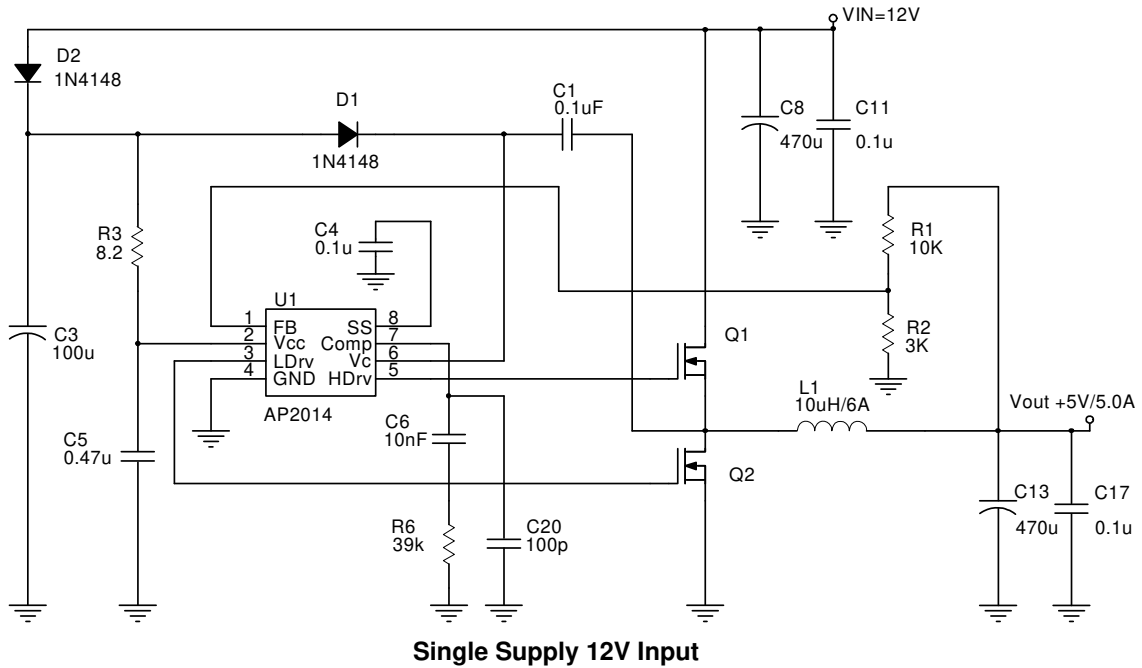 VIN=12V
D2
1N4148
D1
1N4148
C1
0.1uF
C8
470u
C11
0.1u
R3
8.2
C4
0.1u
R1
10K
U1
1
2
3
4
FB
Vcc
LDrv
GND
SS
Comp
Vc
HDrv
8
7
6
5
AP2014
C3
100u
Q1
R2
3K
L1
10uH/6A
Vout +5V/5.0A
C5
0.47u
C6
10nF
Q2
R6
39k
C20
100p
C13
470u
C17
0.1u
Single Supply 12V Input